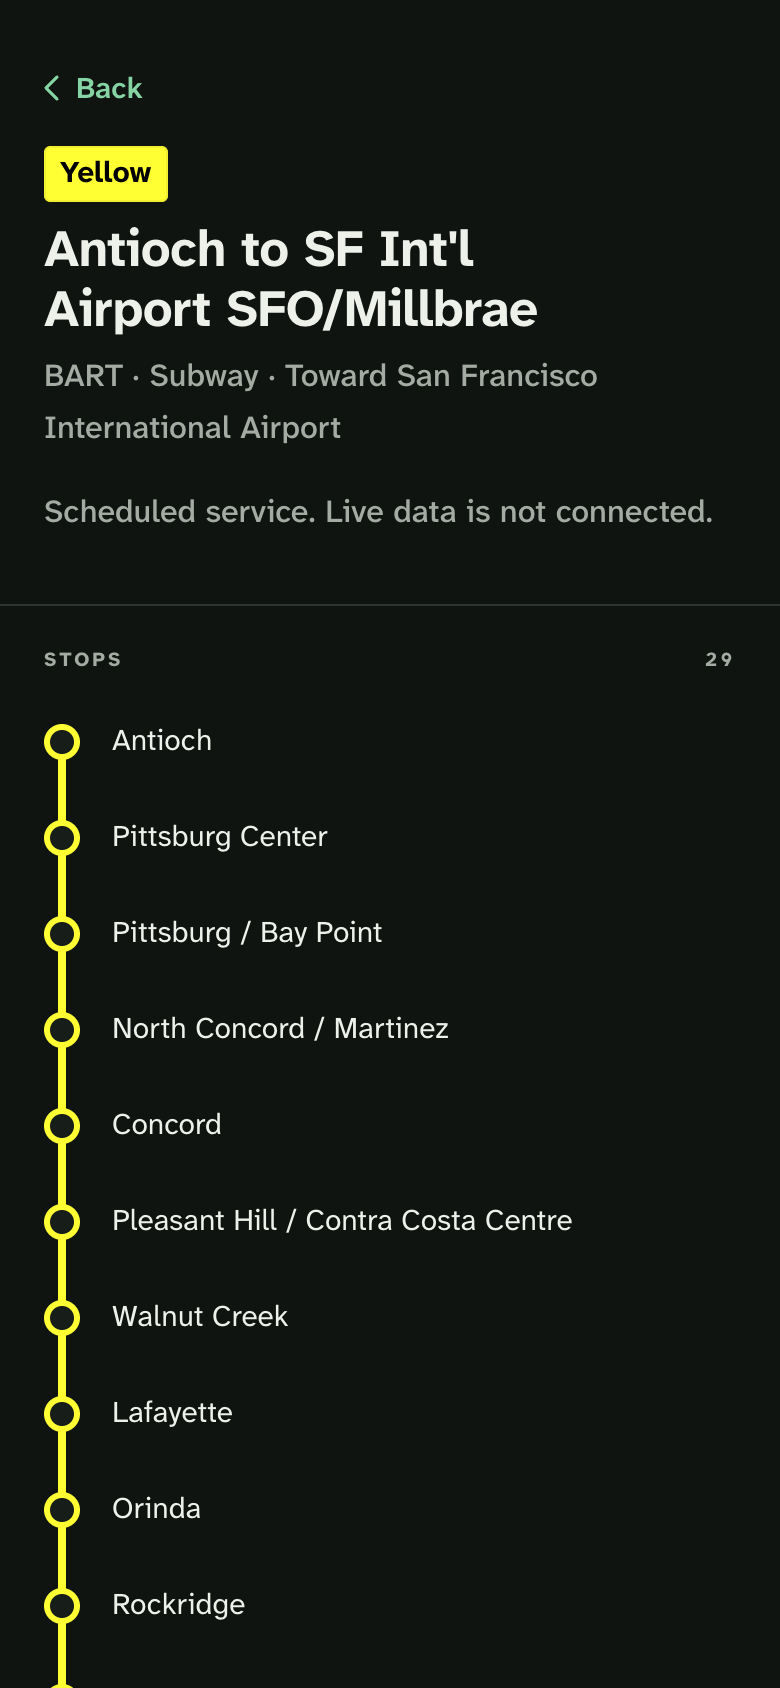 Back
Yellow
Antioch to SF Int'l
Airport SFO/Millbrae
BART · Subway · Toward San Francisco
International Airport
Scheduled service. Live data is not connected.
STOPS 29
Antioch
Pittsburg Center
Pittsburg / Bay Point
North Concord / Martinez
Concord
Pleasant Hill / Contra Costa Centre
Walnut Creek
Lafayette
Orinda
Rockridge